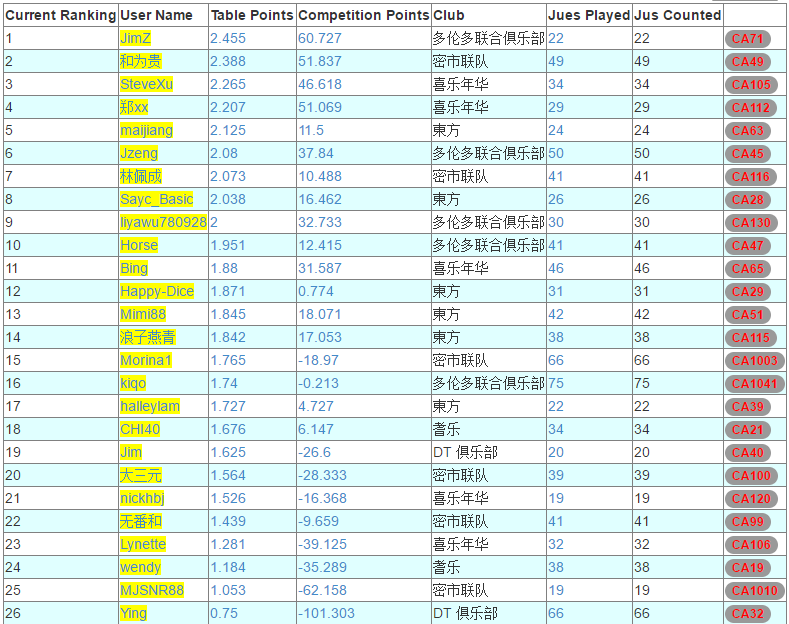 Current Ranking User Name Table Points Competition Points Club Jues Played Jus Counted
1 JimZ 2.455 60.727 多伦多联合俱乐部 22 22 CA71
2 和为贵 2.388 51.837 密市联队 49 49 CA49
3 SteveXu 2.265 46.618 喜乐年华 34 34 CA105
4 郑xx 2.207 51.069 喜乐年华 29 29 CA112
5 maijiang 2.125 11.5 東方 24 24 CA63
6 Jzeng 2.08 37.84 多伦多联合俱乐部 50 50 CA45
7 林佩成 2.073 10.488 密市联队 41 41 CA116
8 Sayc_Basic 2.038 16.462 東方 26 26 CA28
9 liyawu780928 2 32.733 多伦多联合俱乐部 30 30 CA130
10 Horse 1.951 12.415 多伦多联合俱乐部 41 41 CA47
11 Bing 1.88 31.587 喜乐年华 46 46 CA65
12 Happy-Dice 1.871 0.774 東方 31 31 CA29
13 Mimi88 1.845 18.071 東方 42 42 CA51
14 浪子燕青 1.842 17.053 東方 38 38 CA115
15 Morina1 1.765 -18.97 密市联队 66 66 CA1003
16 kiqo 1.74 -0.213 多伦多联合俱乐部 75 75 CA1041
17 halleylam 1.727 4.727 東方 22 22 CA39
18 CHI40 1.676 6.147 耆乐 34 34 CA21
19 Jim 1.625 -26.6 DT 俱乐部 20 20 CA40
20 大三元 1.564 -28.333 密市联队 39 39 CA100
21 nickhbj 1.526 -16.368 喜乐年华 19 19 CA120
22 无番和 1.439 -9.659 密市联队 41 41 CA99
23 Lynette 1.281 -39.125 喜乐年华 32 32 CA106
24 wendy 1.184 -35.289 耆乐 38 38 CA19
25 MJSNR88 1.053 -62.158 密市联队 19 19 CA1010
26 Ying 0.75 -101.303 DT 俱乐部 66 66 CA32